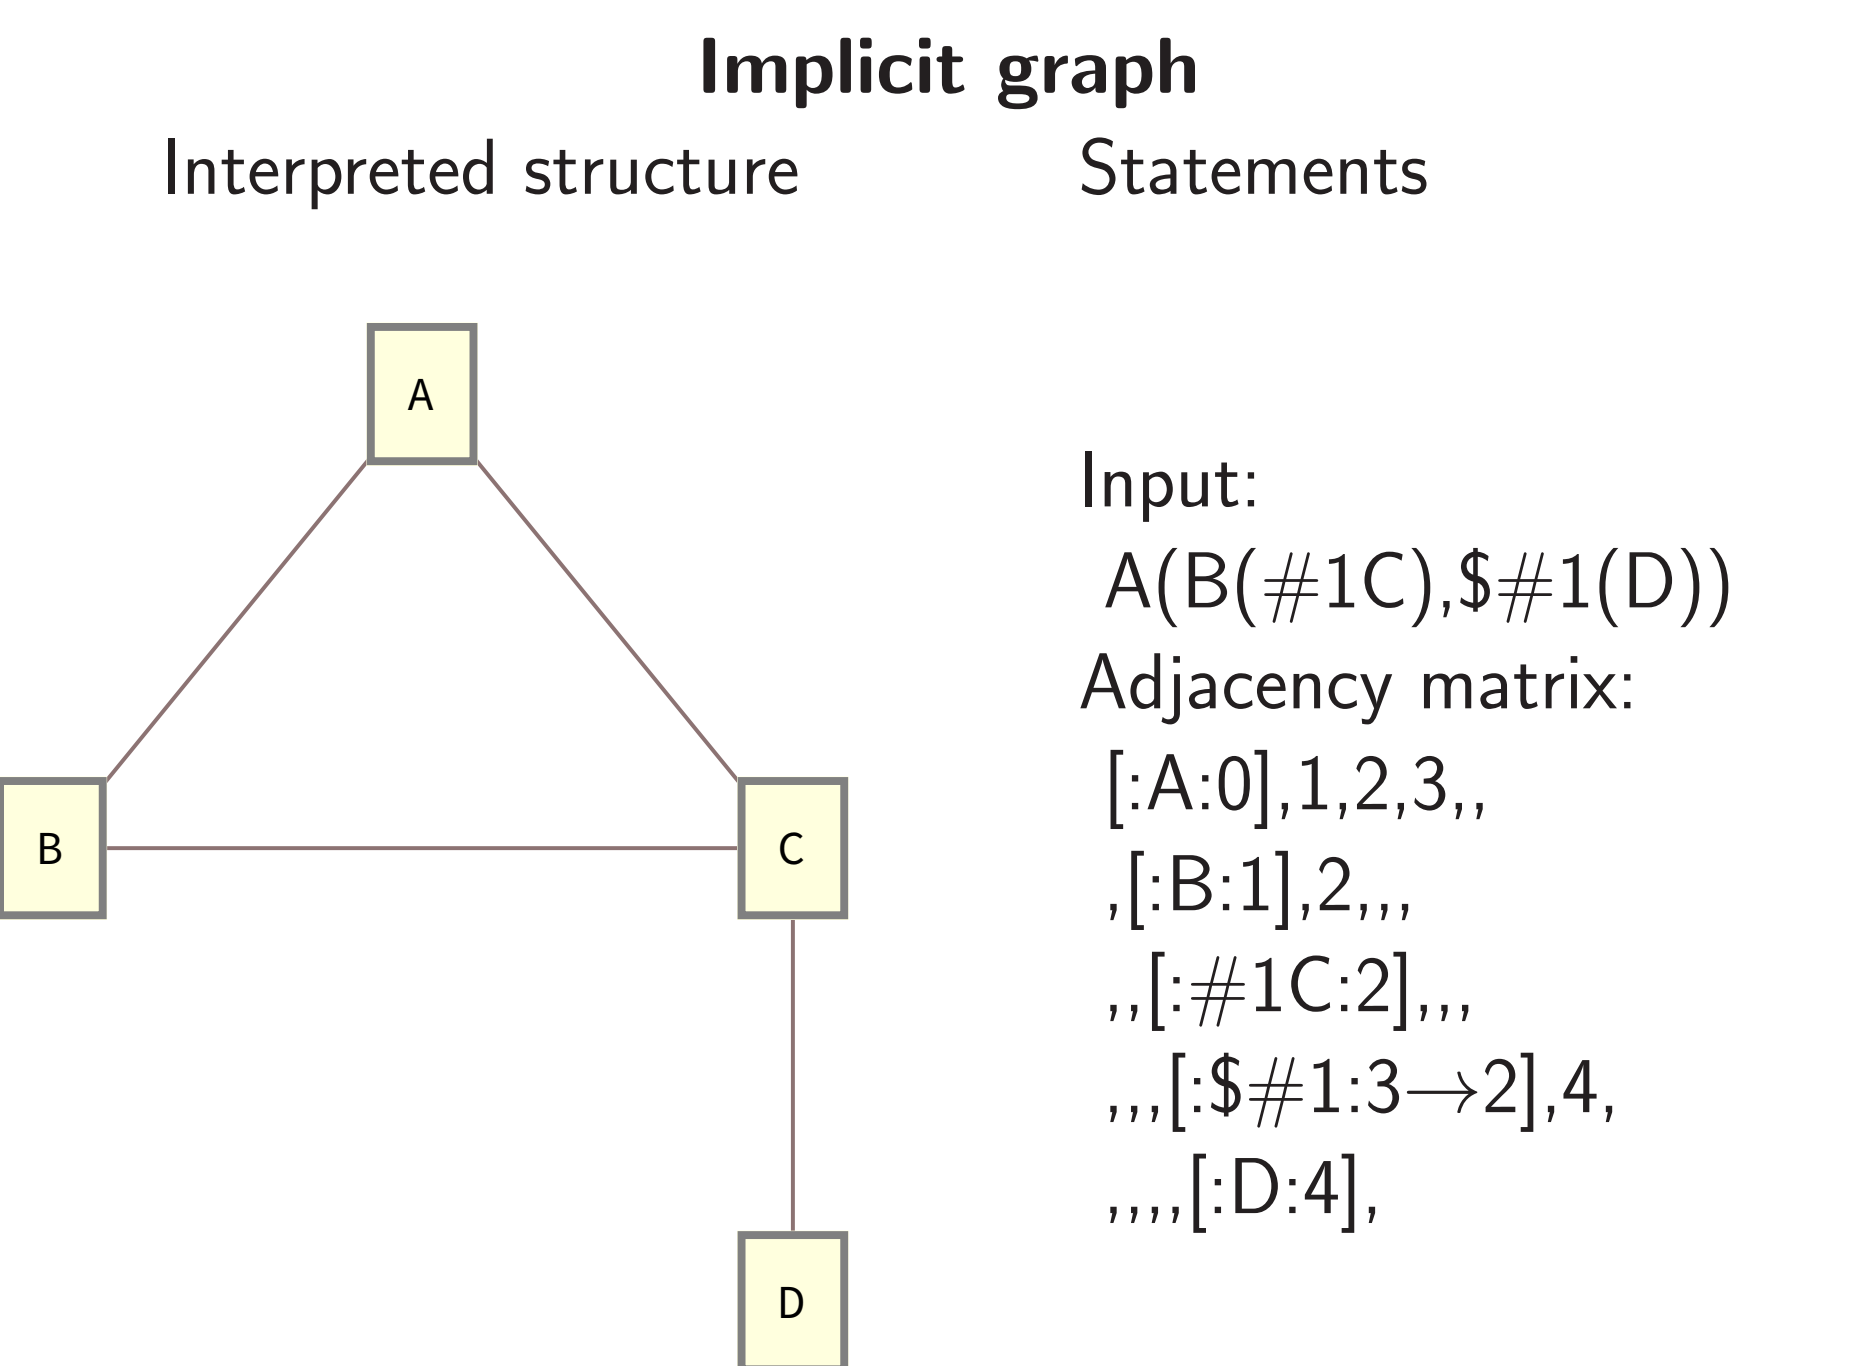 Implicit graph
Interpreted structure
Statements
A
B
C
D
Input:
A(B(#1C),$#1(D))
Adjacency matrix:
[:A:0],1,2,3,,
,[:B:1],2,,,
,,[:#1C:2],,,
,,,[:$#1:3→2],4,
,,,,[:D:4],